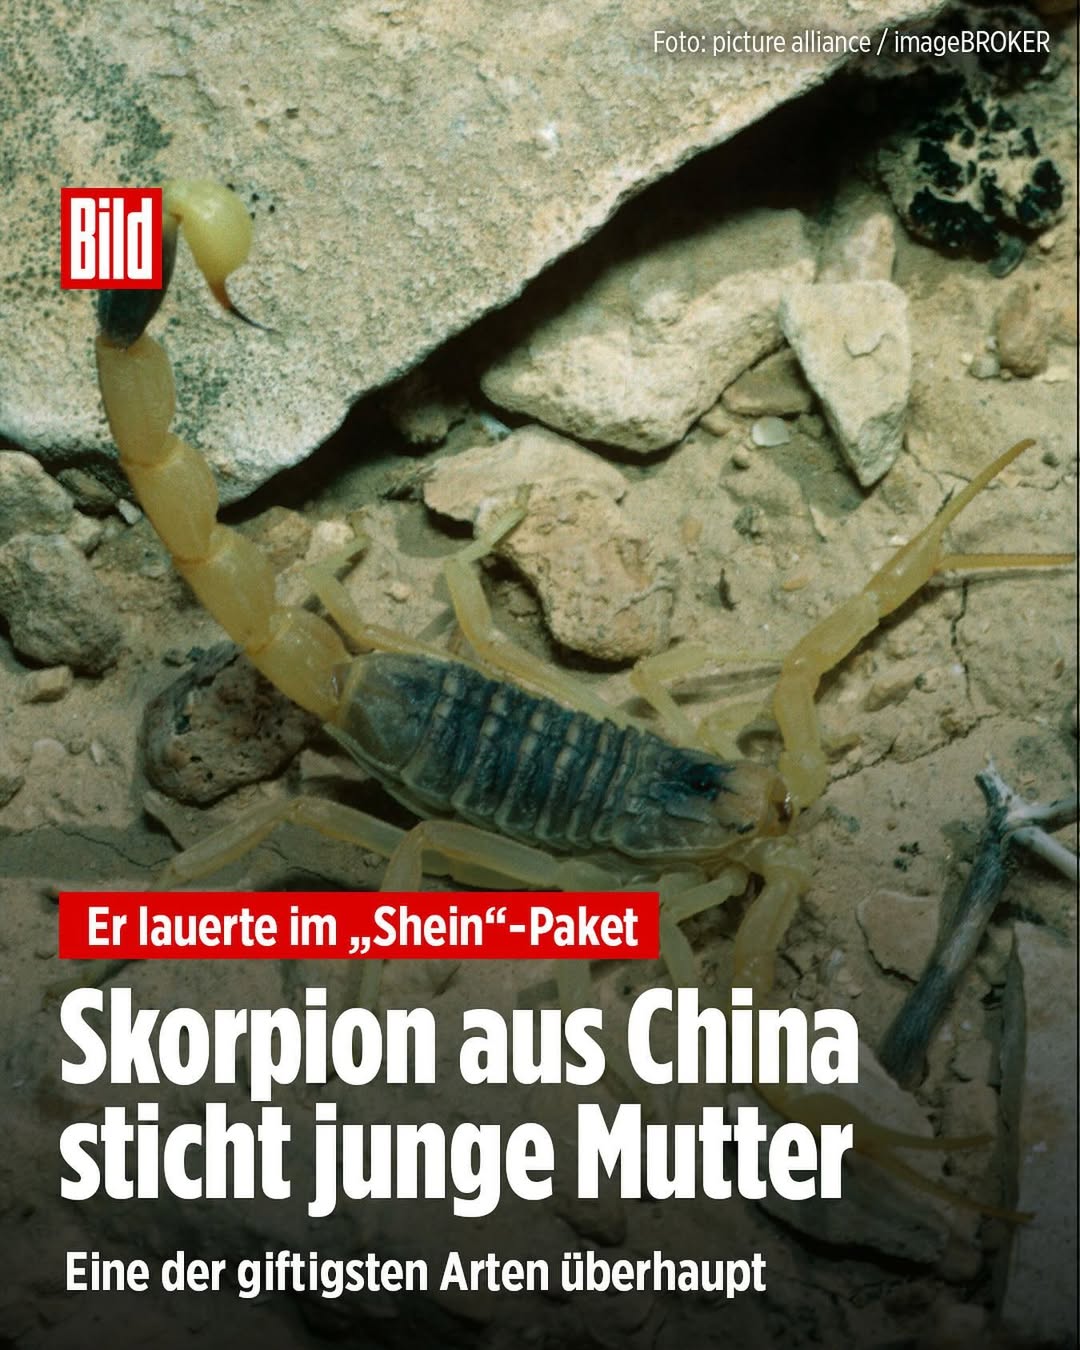 Foto: picture alliance / imageBROKER
Bild
Er lauerte im „Shein“-Paket
Skorpion aus China
sticht junge Mutter
Eine der giftigsten Arten überhaupt